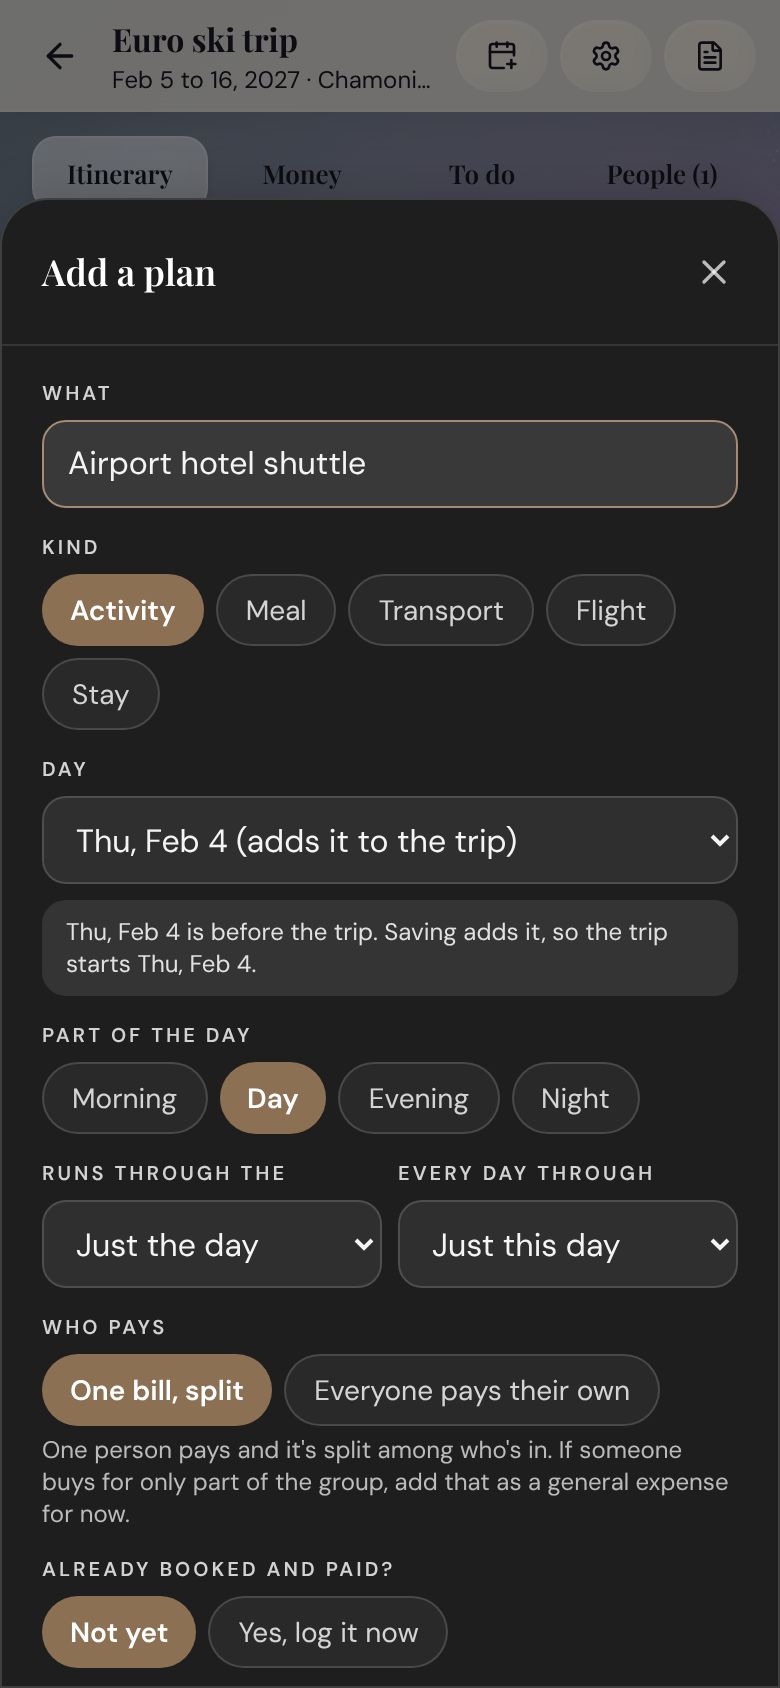 Euro ski trip
Feb 5 to 16, 2027 · Chamoni...
Itinerary Money To do People (1)
Add a plan
WHAT
Airport hotel shuttle
KIND
Activity Meal Transport Flight
Stay
DAY
Thu, Feb 4 (adds it to the trip)
Thu, Feb 4 is before the trip. Saving adds it, so the trip
starts Thu, Feb 4.
PART OF THE DAY
Morning Day Evening Night
RUNS THROUGH THE EVERY DAY THROUGH
Just the day Just this day
WHO PAYS
One bill, split Everyone pays their own
One person pays and it's split among who's in. If someone
buys for only part of the group, add that as a general expense
for now.
ALREADY BOOKED AND PAID?
Not yet Yes, log it now